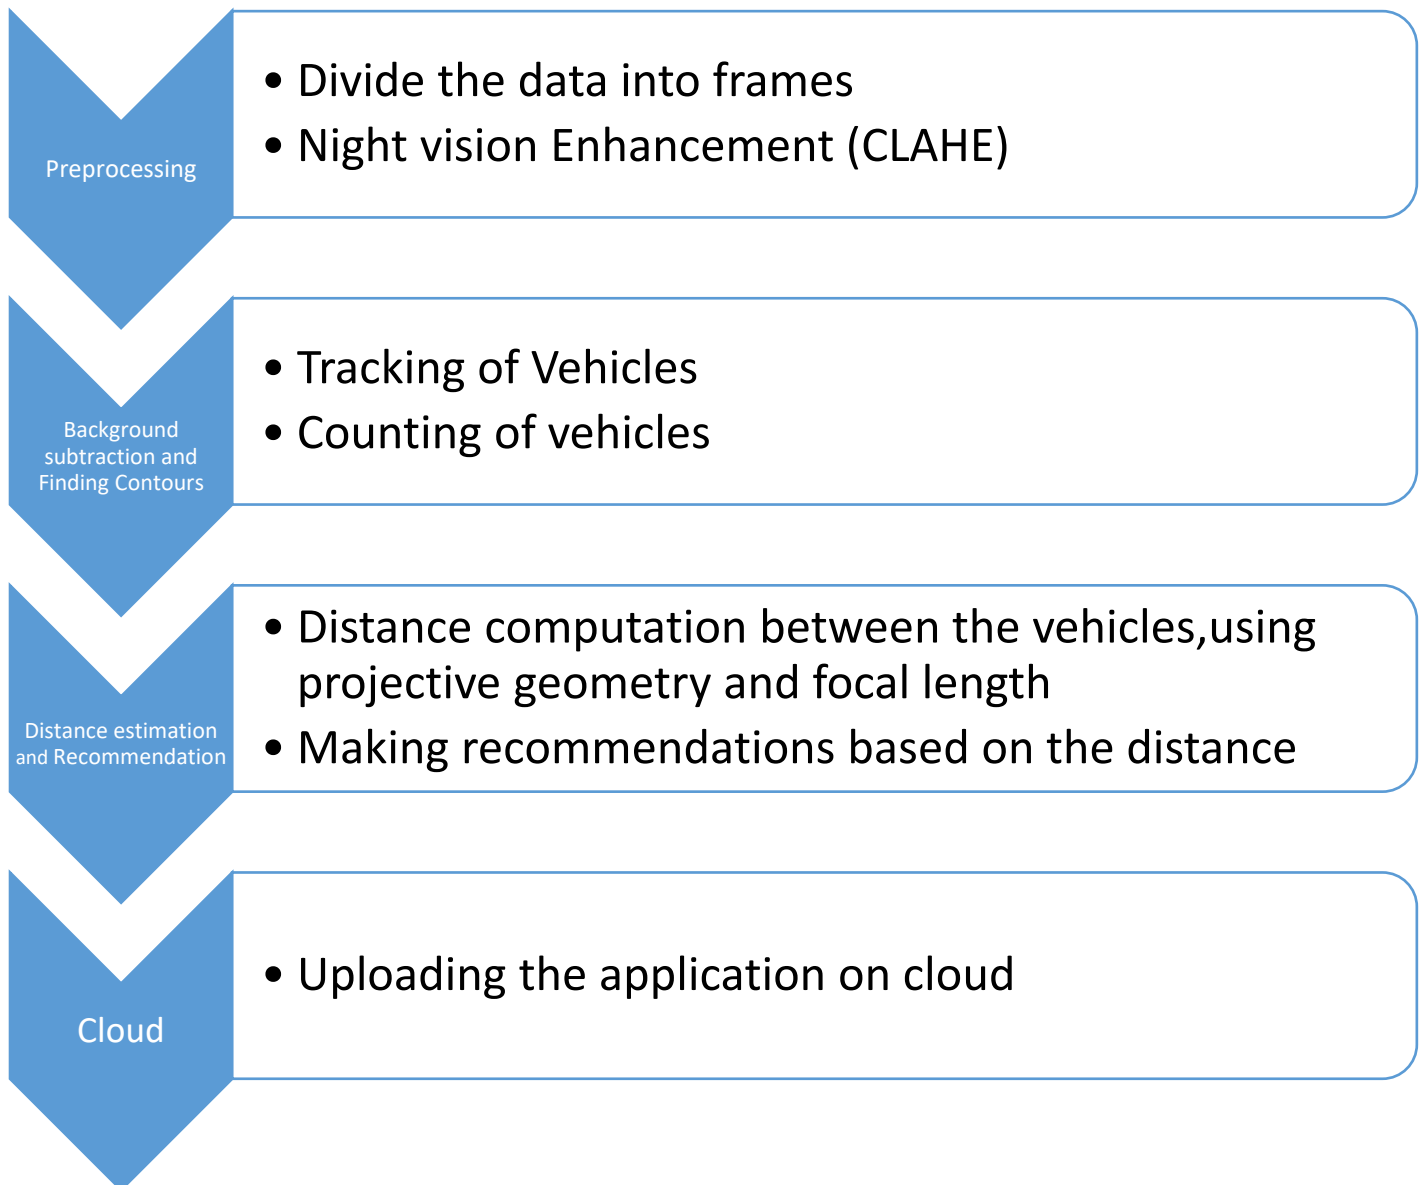 Preprocessing
• Divide the data into frames
• Night vision Enhancement (CLAHE)
Background
subtraction and
Finding Contours
• Tracking of Vehicles
• Counting of vehicles
Distance estimation
and Recommendation
• Distance computation between the vehicles,using
projective geometry and focal length
• Making recommendations based on the distance
Cloud
• Uploading the application on cloud